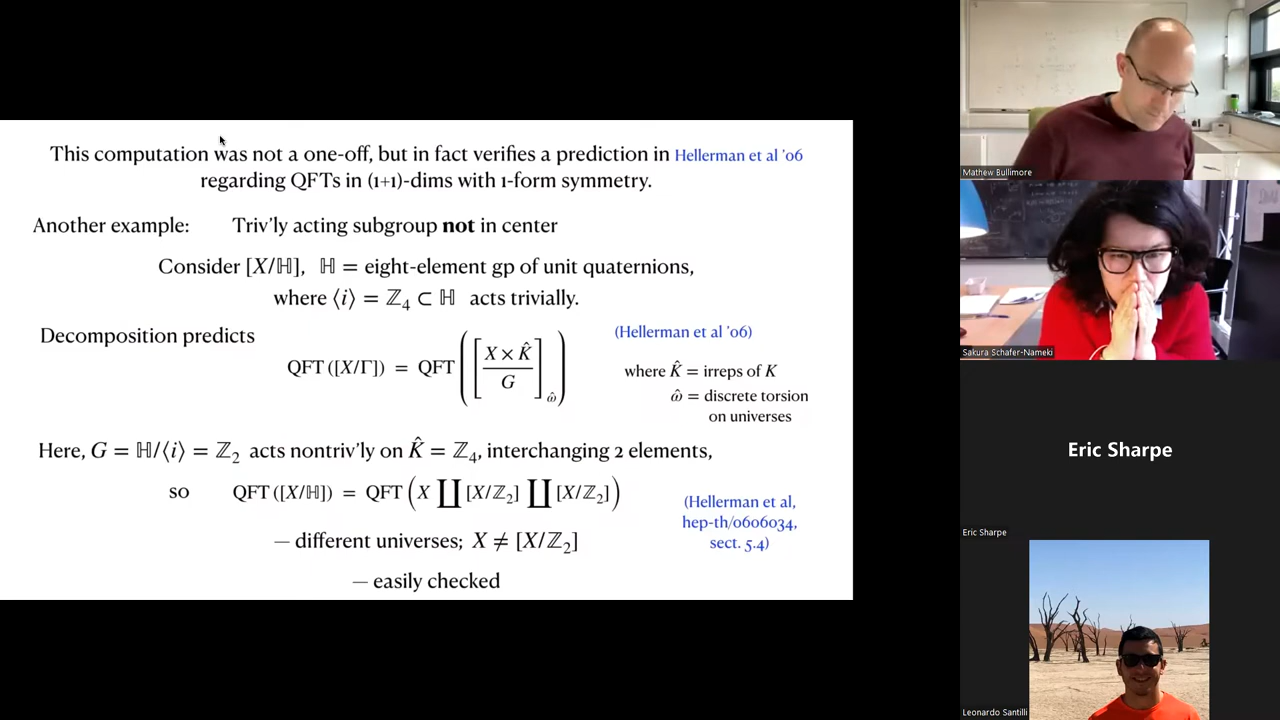 This computation was not a one-off, but in fact verifies a prediction in Hellerman et al '06
regarding QFTs in (1+1)-dims with 1-form symmetry.
Another example: Triv'ly acting subgroup not in center
Consider [X/ℍ], ℍ = eight-element gp of unit quaternions,
where ⟨i⟩ = ℤ₄ ⊂ ℍ acts trivially.
Decomposition predicts
(Hellerman et al '06)
QFT([X/Γ]) = QFT([X × K̂ / G]_ω̂)
where K̂ = irreps of K
ω̂ = discrete torsion
on universes
Here, G = ℍ/⟨i⟩ = ℤ₂ acts nontriv'ly on K̂ = ℤ₄, interchanging 2 elements,
so QFT([X/ℍ]) = QFT(X ∐ [X/ℤ₂] ∐ [X/ℤ₂])
(Hellerman et al,
hep-th/0606034,
sect. 5.4)
— different universes; X ≠ [X/ℤ₂]
— easily checked
Mathew Bullimore
Sakura Schafer-Nameki
Eric Sharpe
Eric Sharpe
Leonardo Santilli